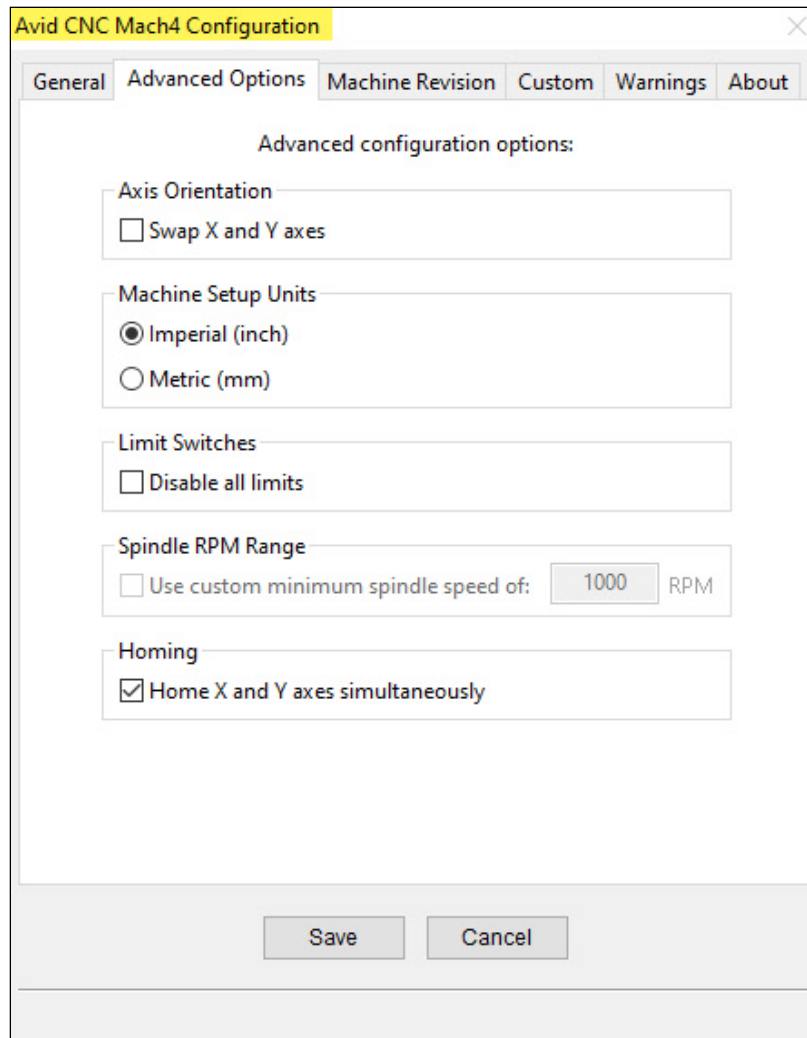 Avid CNC Mach4 Configuration
General Advanced Options Machine Revision Custom Warnings About
Advanced configuration options:
Axis Orientation
Swap X and Y axes
Machine Setup Units
Imperial (inch)
Metric (mm)
Limit Switches
Disable all limits
Spindle RPM Range
Use custom minimum spindle speed of: 1000 RPM
Homing
Home X and Y axes simultaneously
Save Cancel